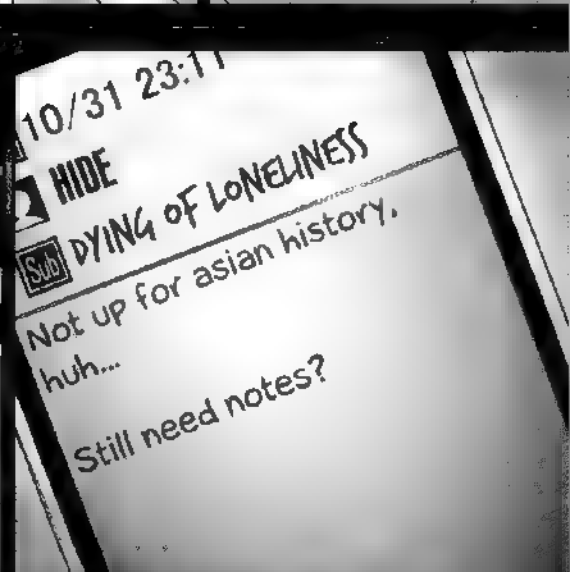 10/31 23:11
HIDE
Sub DYING OF LONELINESS
Not up for asian history,
huh...
Still need notes?